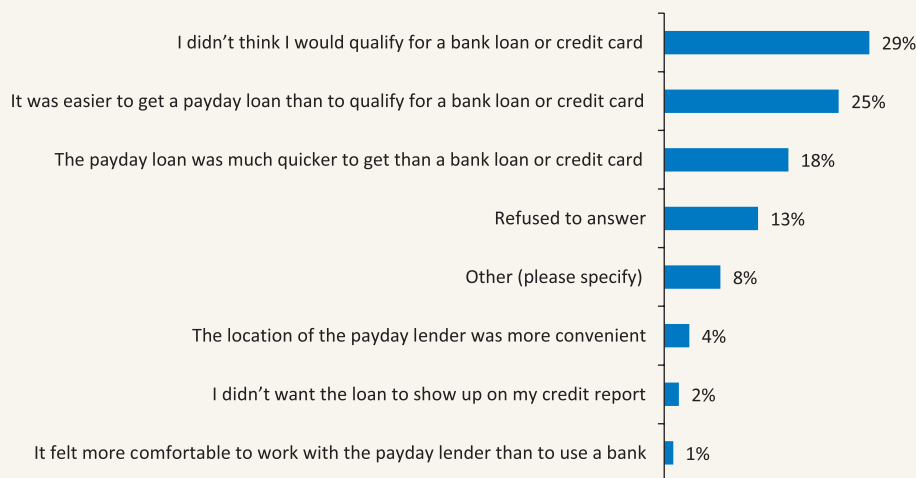 I didn’t think I would qualify for a bank loan or credit card 29%
It was easier to get a payday loan than to qualify for a bank loan or credit card 25%
The payday loan was much quicker to get than a bank loan or credit card 18%
Refused to answer 13%
Other (please specify) 8%
The location of the payday lender was more convenient 4%
I didn’t want the loan to show up on my credit report 2%
It felt more comfortable to work with the payday lender than to use a bank 1%